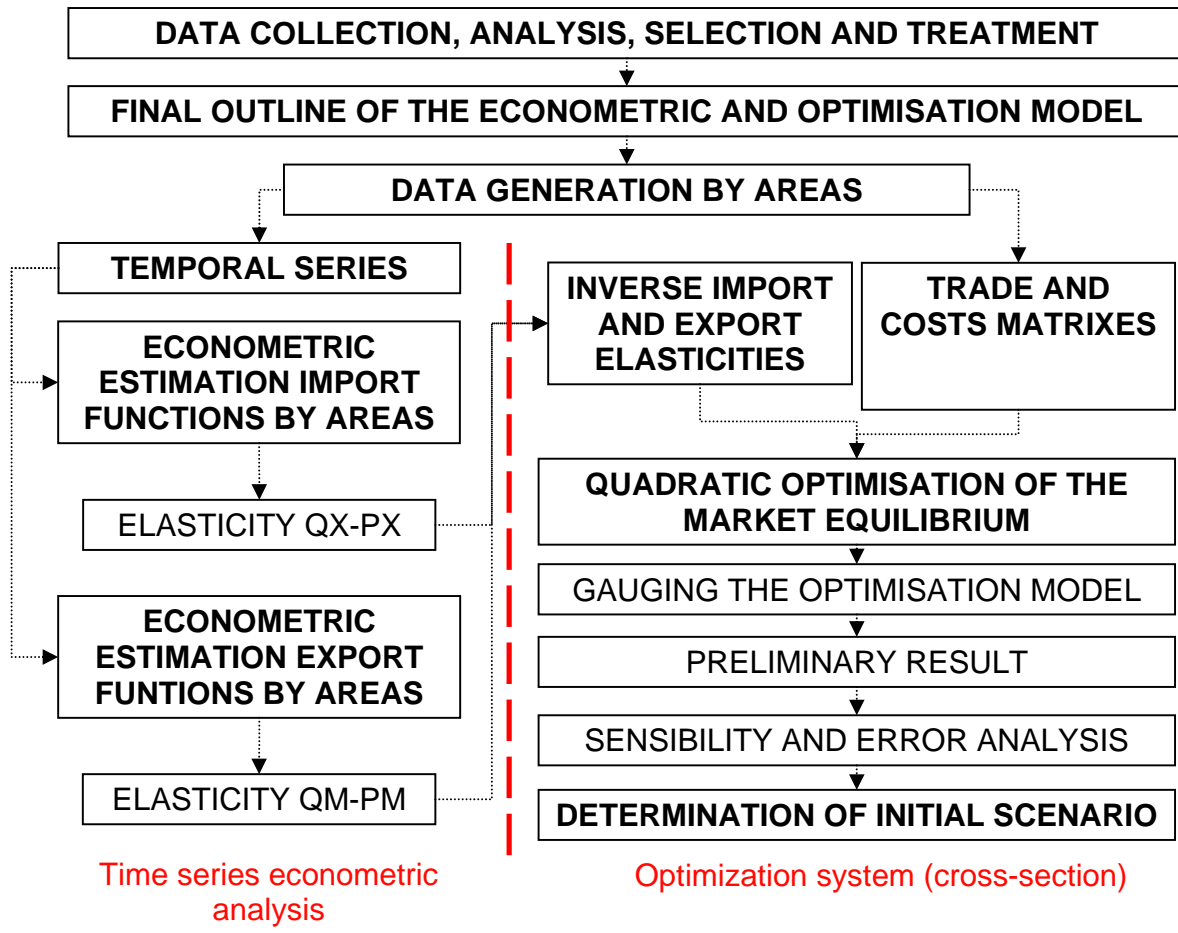 DATA COLLECTION, ANALYSIS, SELECTION AND TREATMENT
FINAL OUTLINE OF THE ECONOMETRIC AND OPTIMISATION MODEL
DATA GENERATION BY AREAS
TEMPORAL SERIES
ECONOMETRIC
ESTIMATION IMPORT
FUNCTIONS BY AREAS
ELASTICITY QX-PX
ECONOMETRIC
ESTIMATION EXPORT
FUNTIONS BY AREAS
ELASTICITY QM-PM
Time series econometric
analysis
INVERSE IMPORT
AND EXPORT
ELASTICITIES
TRADE AND
COSTS MATRIXES
QUADRATIC OPTIMISATION OF THE
MARKET EQUILIBRIUM
GAUGING THE OPTIMISATION MODEL
PRELIMINARY RESULT
SENSIBILITY AND ERROR ANALYSIS
DETERMINATION OF INITIAL SCENARIO
Optimization system (cross-section)